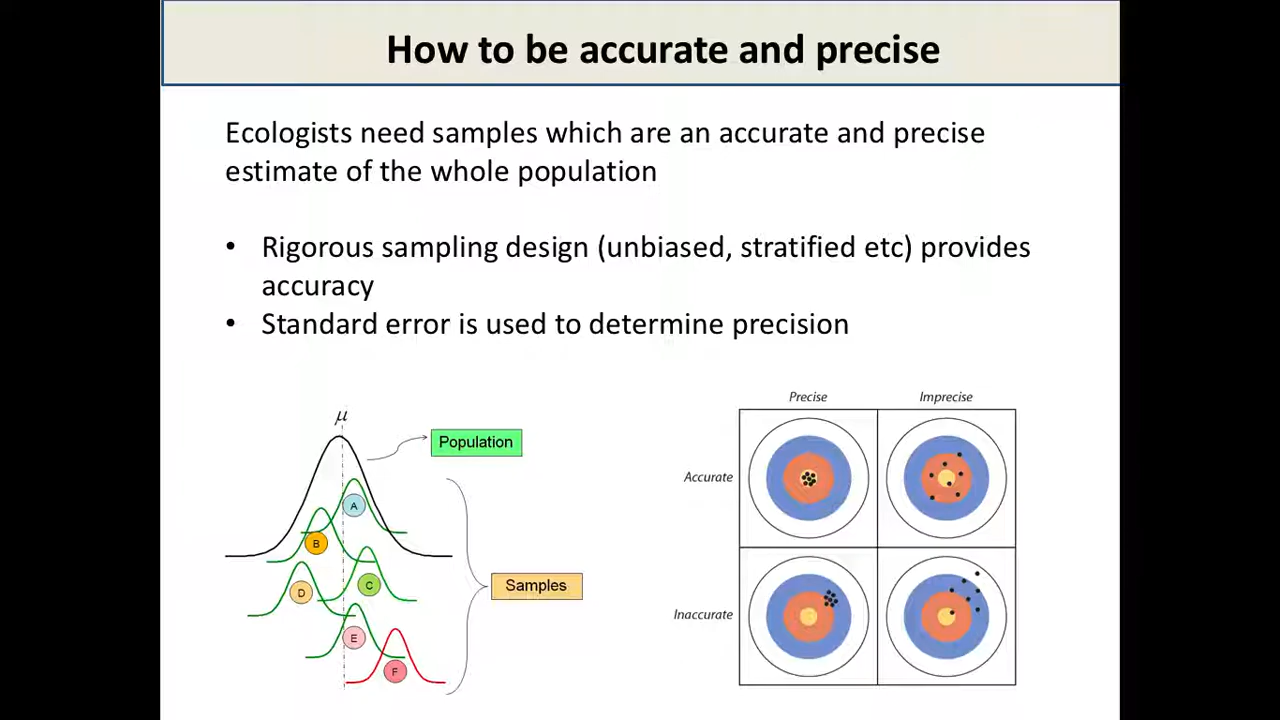 How to be accurate and precise
Ecologists need samples which are an accurate and precise
estimate of the whole population
• Rigorous sampling design (unbiased, stratified etc) provides
accuracy
• Standard error is used to determine precision
μ
Population
A
B
C
D
E
F
Samples
Precise
Imprecise
Accurate
Inaccurate